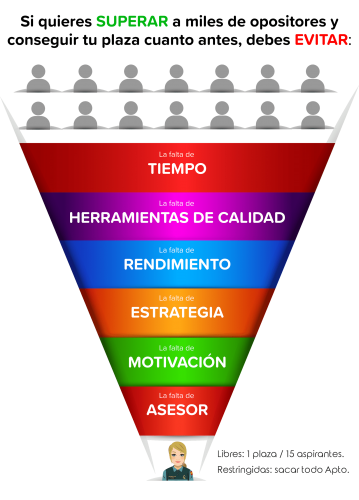 Si quieres SUPERAR a miles de opositores y
conseguir tu plaza cuanto antes, debes EVITAR:
La falta de
TIEMPO
La falta de
HERRAMIENTAS DE CALIDAD
La falta de
RENDIMIENTO
La falta de
ESTRATEGIA
La falta de
MOTIVACIÓN
La falta de
ASESOR
Libres: 1 plaza / 15 aspirantes.
Restringidas: sacar todo Apto.